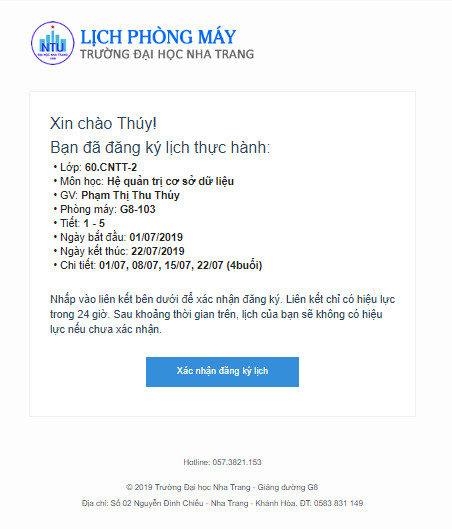 NTU
ĐẠI HỌC NHA TRANG
LỊCH PHÒNG MÁY
TRƯỜNG ĐẠI HỌC NHA TRANG
Xin chào Thúy!
Bạn đã đăng ký lịch thực hành:
• Lớp: 60.CNTT-2
• Môn học: Hệ quản trị cơ sở dữ liệu
• GV: Phạm Thị Thu Thúy
• Phòng máy: G8-103
• Tiết: 1 - 5
• Ngày bắt đầu: 01/07/2019
• Ngày kết thúc: 22/07/2019
• Chi tiết: 01/07, 08/07, 15/07, 22/07 (4buổi)
Nhấp vào liên kết bên dưới để xác nhận đăng ký. Liên kết chỉ có hiệu lực
trong 24 giờ. Sau khoảng thời gian trên, lịch của bạn sẽ không có hiệu
lực nếu chưa xác nhận.
Xác nhận đăng ký lịch
Hotline: 057.3821.153
© 2019 Trường Đại học Nha Trang - Giảng đường G8
Địa chỉ: Số 02 Nguyễn Đình Chiểu - Nha Trang - Khánh Hòa. ĐT: 0583 831 149